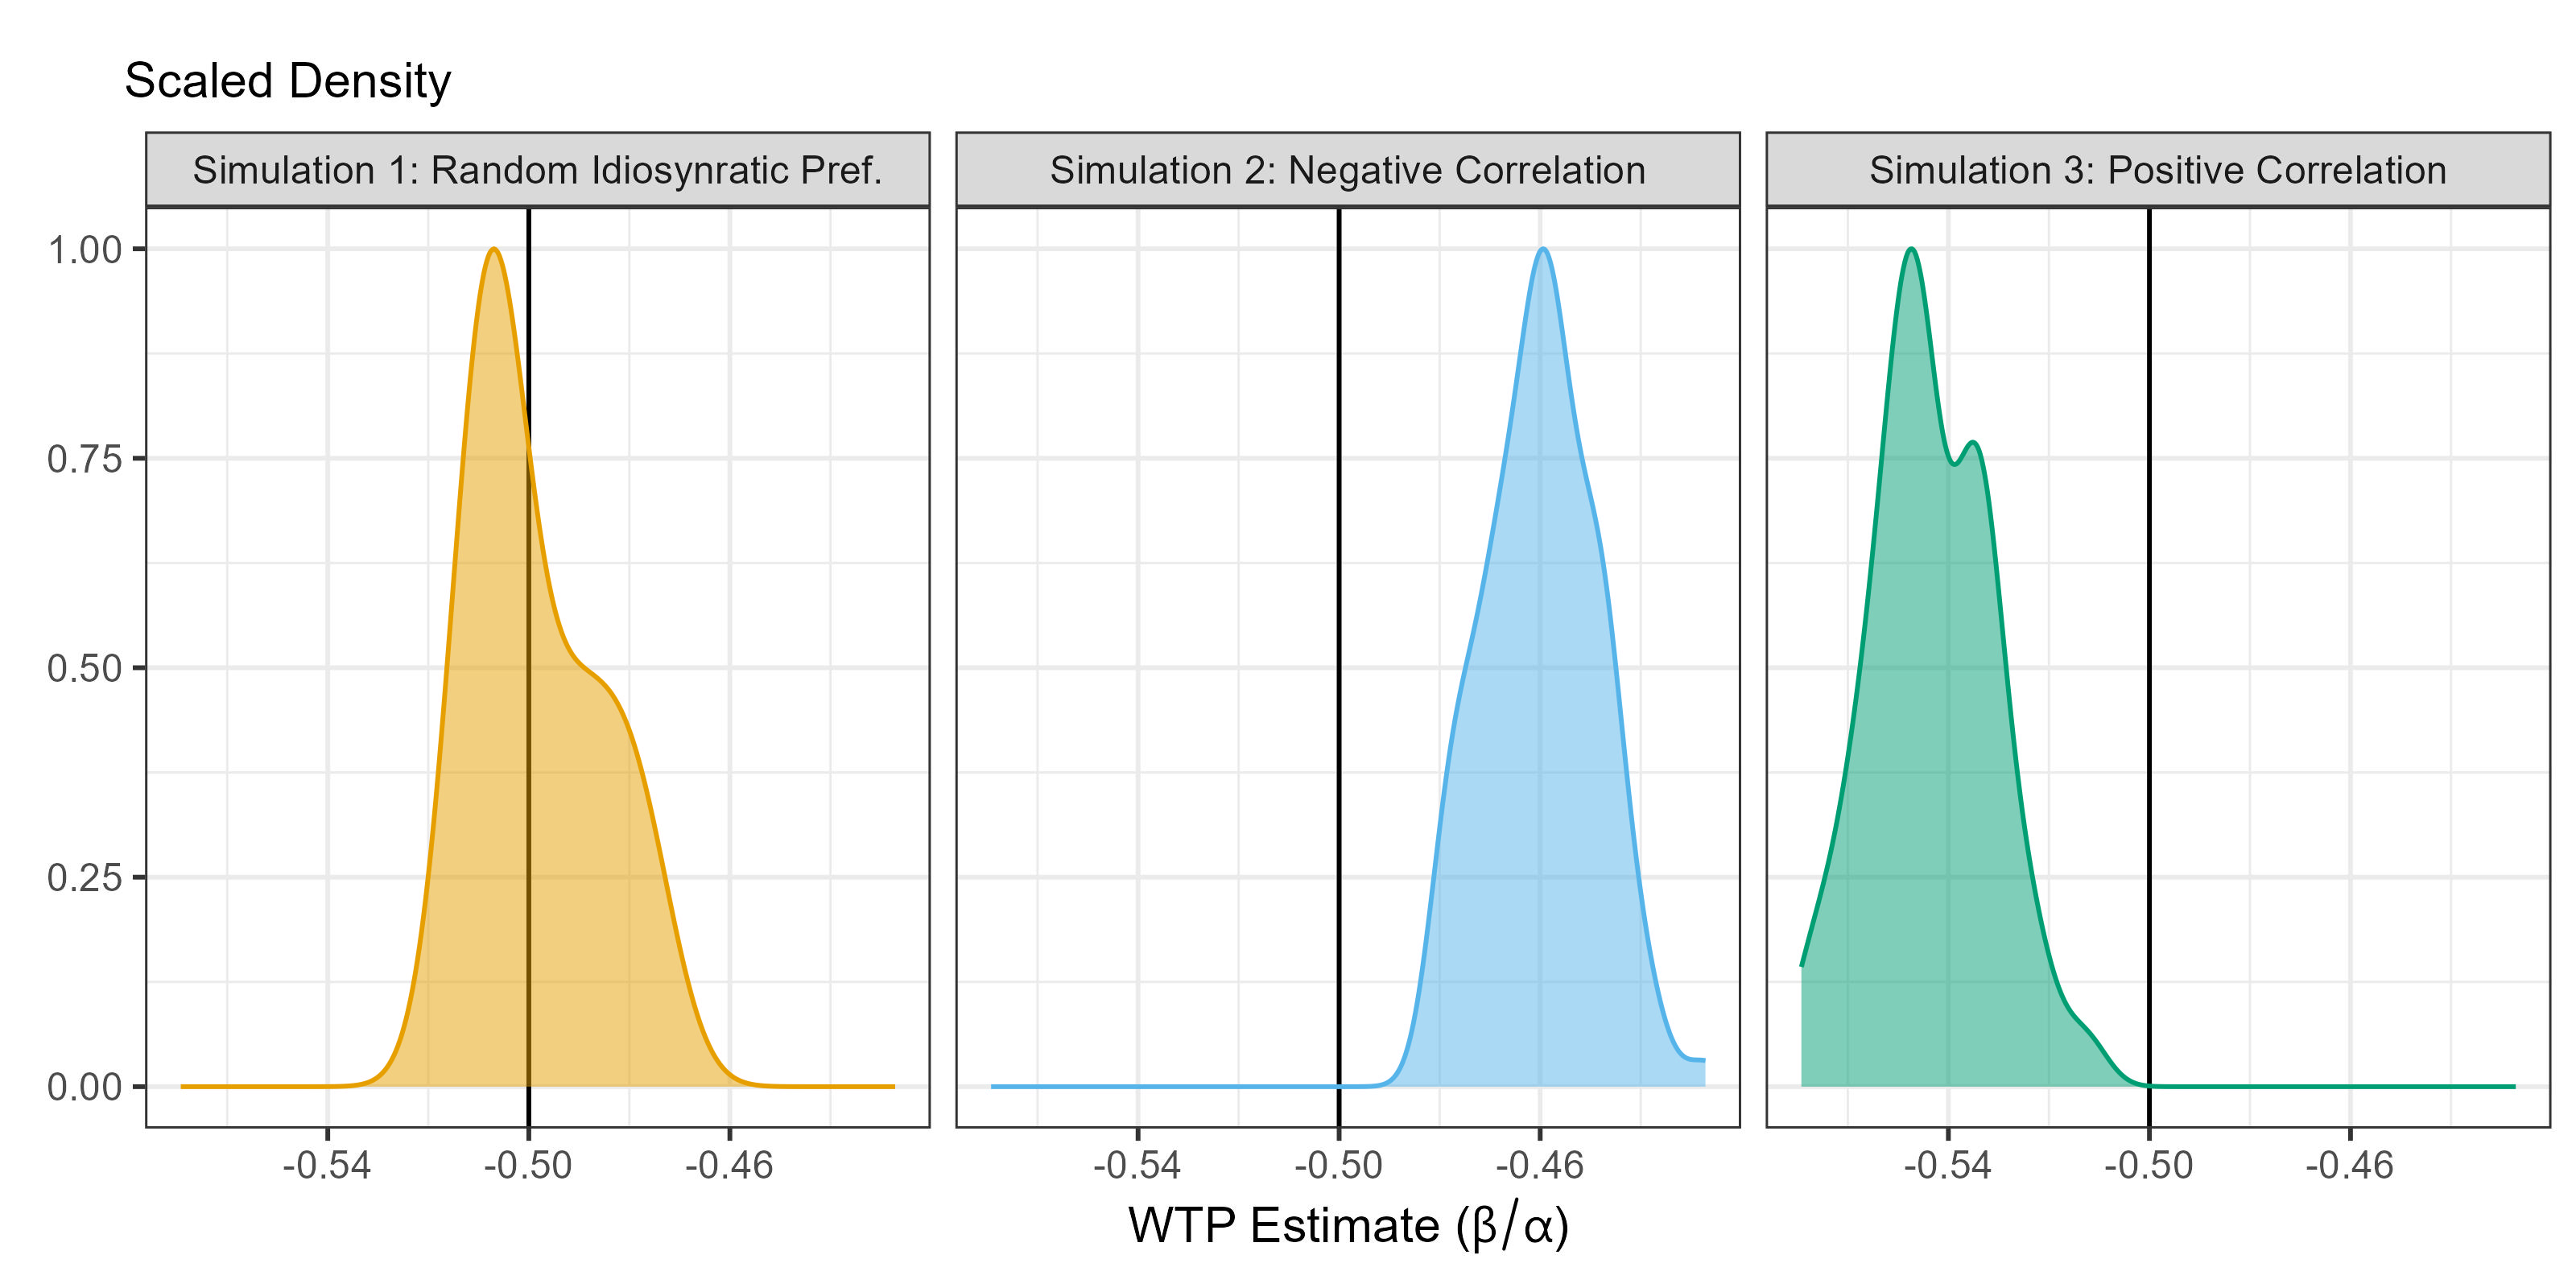 Scaled Density
Simulation 1: Random Idiosynratic Pref.
Simulation 2: Negative Correlation
Simulation 3: Positive Correlation
1.00
0.75
0.50
0.25
0.00
-0.54 -0.50 -0.46
-0.54 -0.50 -0.46
-0.54 -0.50 -0.46
WTP Estimate (β/α)